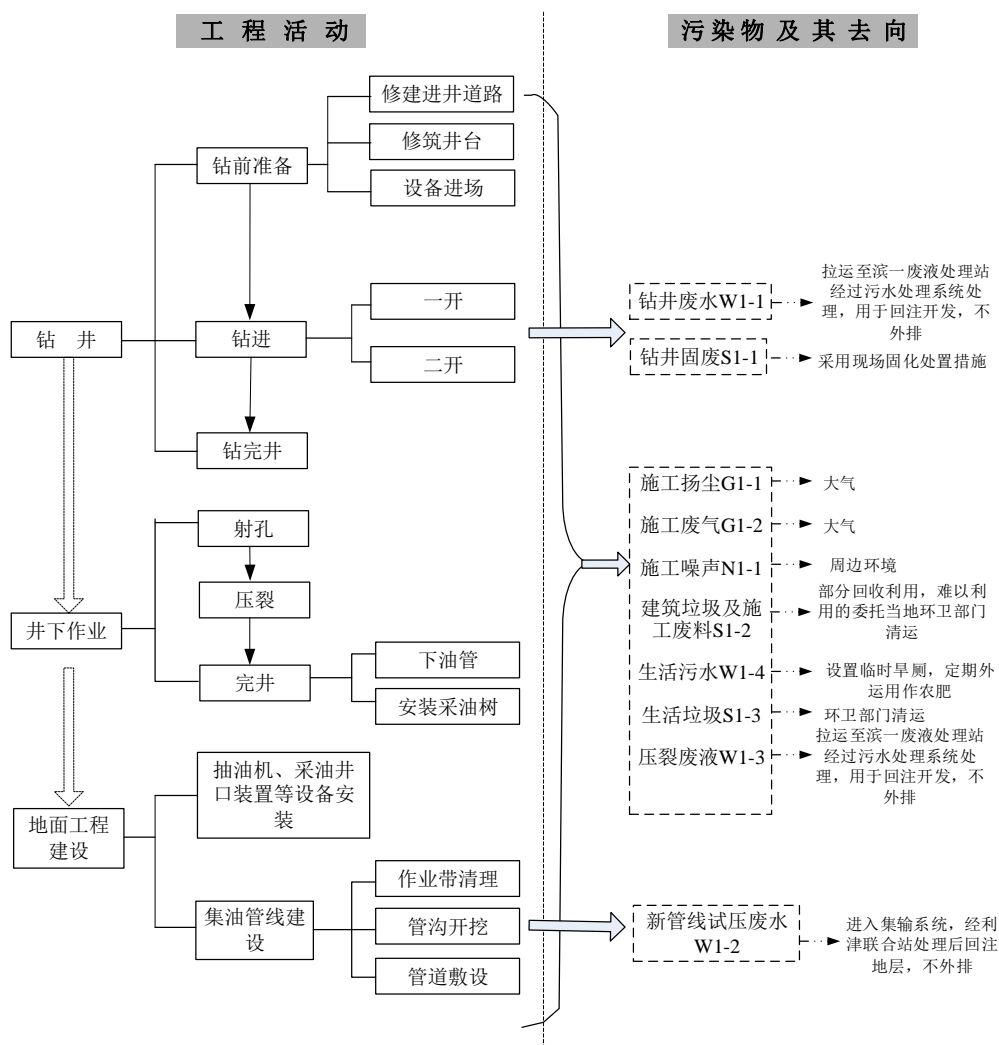 工 程 活 动
污染物及其去向
修建进井道路
修筑井台
钻前准备
设备进场
一开
钻 井
钻进
二开
钻完井
射孔
压裂
井下作业
下油管
完井
安装采油树
抽油机、采油井
口装置等设备安
装
地面工程
建设
作业带清理
集油管线建
设
管沟开挖
管道敷设
钻井废水W1-1
拉运至滨一废液处理站
经过污水处理系统处
理，用于回注开发，不
外排
钻井固废S1-1
采用现场固化处置措施
施工扬尘G1-1
大气
施工废气G1-2
大气
施工噪声N1-1
周边环境
建筑垃圾及施
工废料S1-2
部分回收利用，难以利
用的委托当地环卫部门
清运
生活污水W1-4
设置临时旱厕，定期外
运用作农肥
生活垃圾S1-3
环卫部门清运
压裂废液W1-3
拉运至滨一废液处理站
经过污水处理系统处
理，用于回注开发，不
外排
新管线试压废水
W1-2
进入集输系统，经利
津联合站处理后回注
地层，不外排